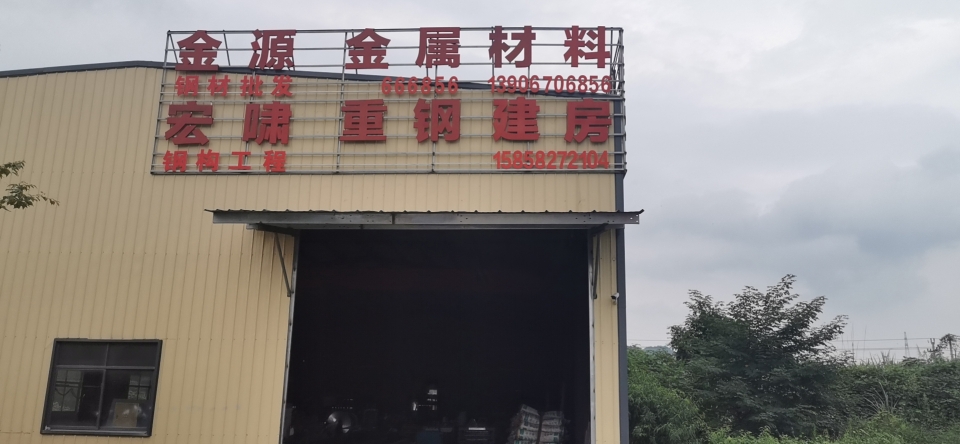 金源 金属材料
钢材批发 666856 13906706856
宏啸 重钢建房
钢构工程 15858272104